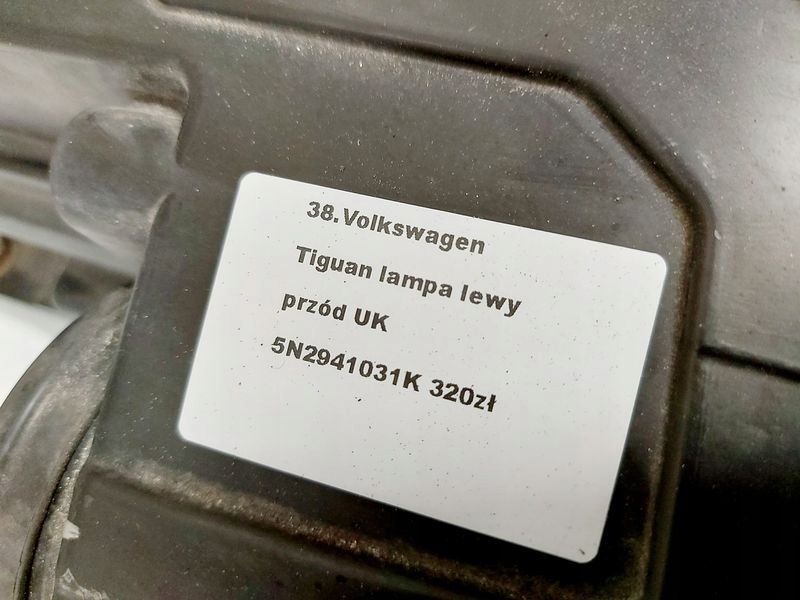 38.Volkswagen
Tiguan lampa lewy
przód UK
5N2941031K 320zł